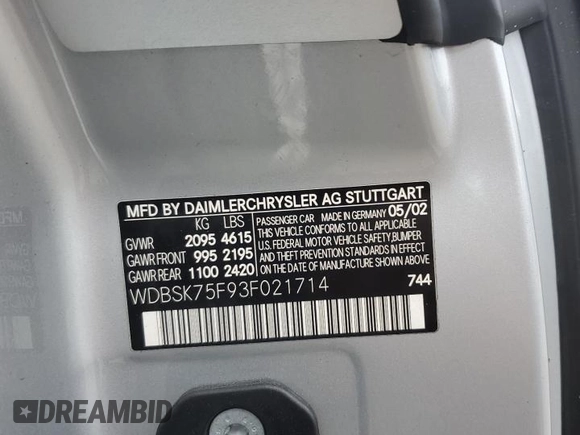 MFD BY DAIMLERCHRYSLER AG STUTTGART
KG LBS
GVWR 2095 4615
GAWR FRONT 995 2195
GAWR REAR 1100 2420
PASSENGER CAR MADE IN GERMANY 05/02
THIS VEHICLE CONFORMS TO ALL APPLICABLE
U.S. FEDERAL MOTOR VEHICLE SAFETY, BUMPER
AND THEFT PREVENTION STANDARDS IN EFFECT ON
THE DATE OF MANUFACTURE SHOWN ABOVE
WDBSK75F93F021714 744
DREAMBID